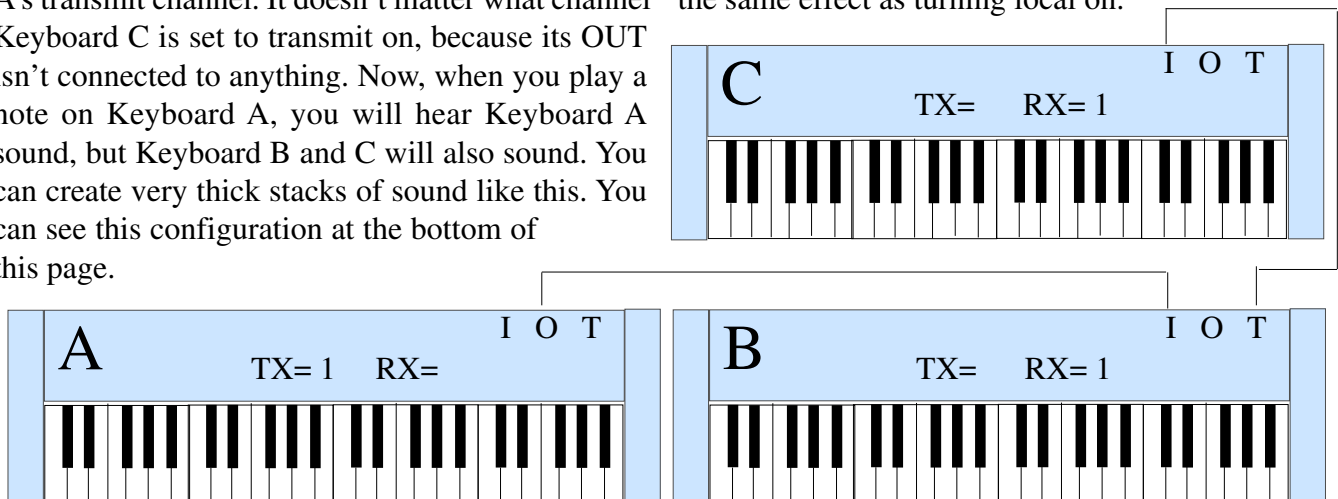 A's transmit channel. It doesn't matter what channel
Keyboard C is set to transmit on, because its OUT
isn't connected to anything. Now, when you play a
note on Keyboard A, you will hear Keyboard A
sound, but Keyboard B and C will also sound. You
can create very thick stacks of sound like this. You
can see this configuration at the bottom of
this page.
the same effect as turning local on.
C
I O T
TX= RX= 1
A
I O T
TX= 1 RX=
B
I O T
TX= RX= 1